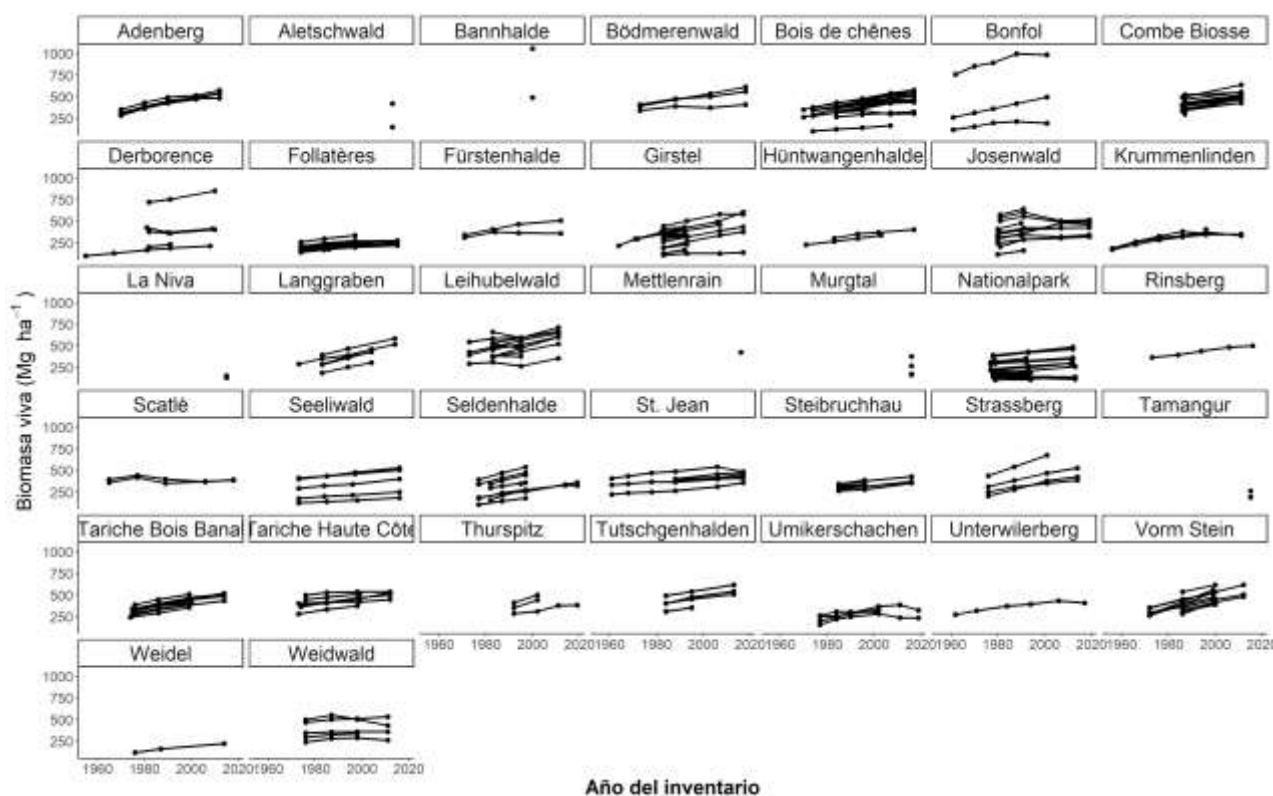 Adenberg Aletschwald Bannhalde Bödmerenwald Bois de chênes Bonfol Combe Biosse
1000
750
500
250
Derborence Follatères Fürstenhalde Girstel Hüntwangenhalde Josenwald Krummenlinden
1000
750
500
250
La Niva Langgraben Leihubelwald Mettlenrain Murgtal Nationalpark Rinsberg
1000
750
500
250
Biomasa viva (Mg ha⁻¹)
Scatlè Seeliwald Seldenhalde St. Jean Steibruchhau Strassberg Tamangur
1000
750
500
250
Tariche Bois Bana Tariche Haute Côte Thurspitz Tutschgenhalden Umikerschachen Unterwilerberg Vorm Stein
1000
750
500
250
1960 1980 2000 2020 1960 1980 2000 2020 1960 1980 2000 2020 1960 1980 2000 2020 1960 1980 2000 2020
Weidel Weidwald
1000
750
500
250
1960 1980 2000 2020 1960 1980 2000 2020
Año del inventario